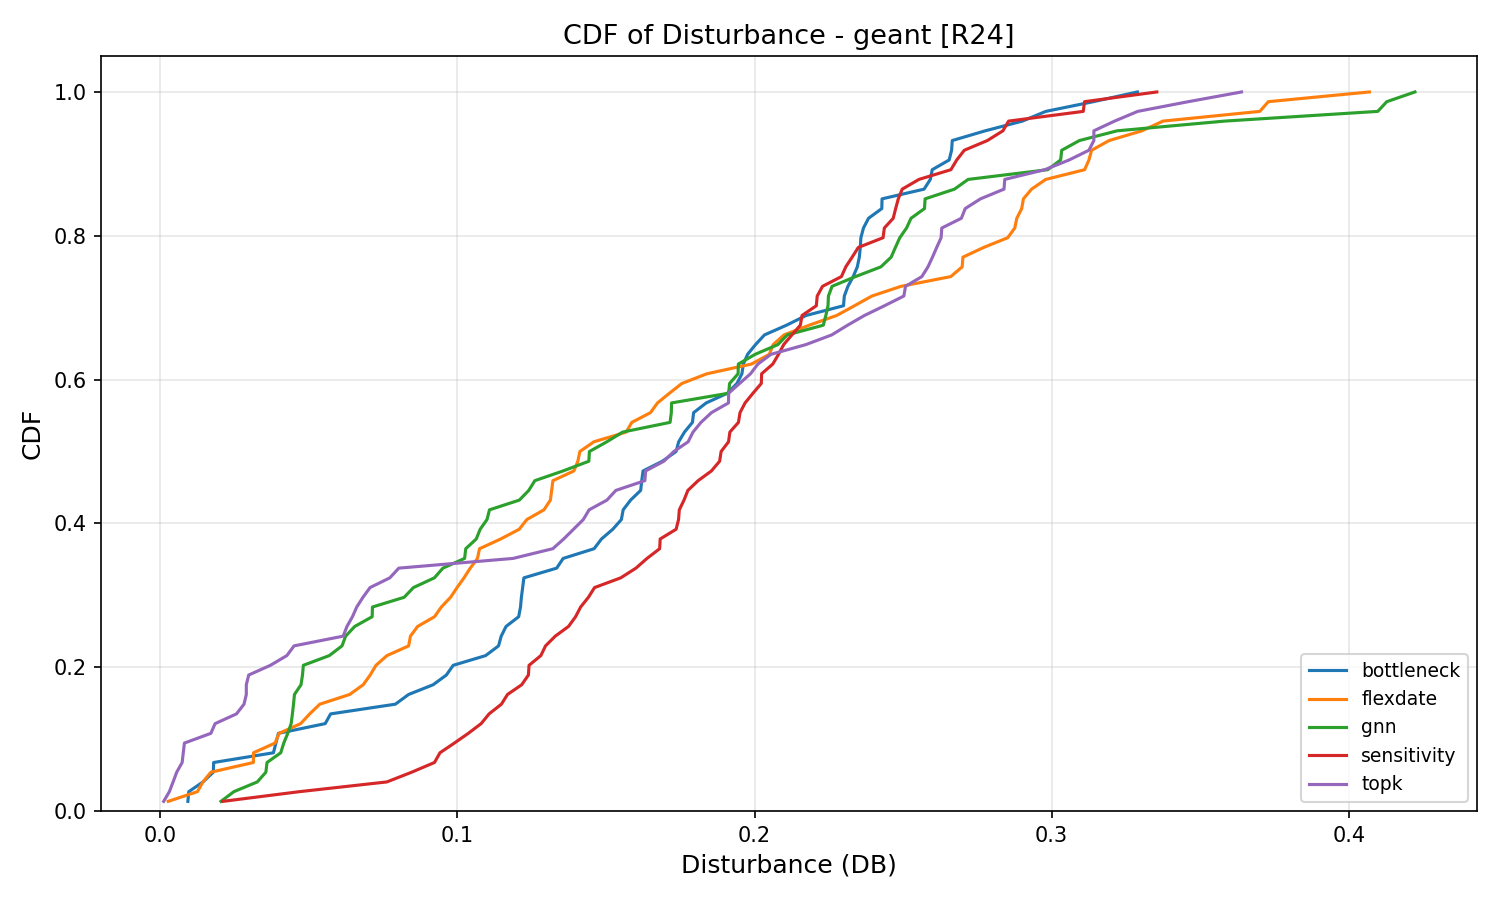 CDF of Disturbance - geant [R24]
1.0
0.8
0.6
0.4
0.2
0.0
CDF
0.0 0.1 0.2 0.3 0.4
Disturbance (DB)
bottleneck
flexdate
gnn
sensitivity
topk